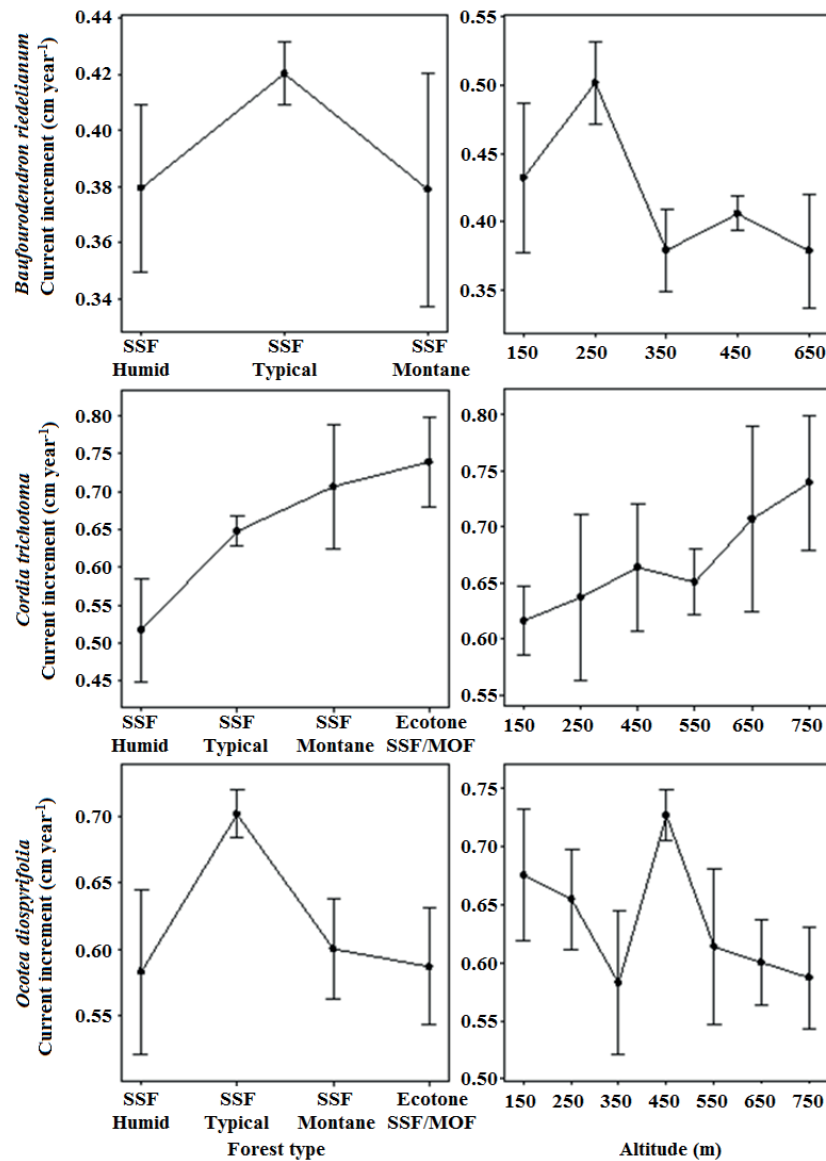 Baufourodendron riedelianum
Current increment (cm year-1)
0.44
0.42
0.40
0.38
0.36
0.34
SSF Humid
SSF Typical
SSF Montane
0.55
0.50
0.45
0.40
0.35
150 250 350 450 650
Cordia trichotoma
Current increment (cm year-1)
0.80
0.75
0.70
0.65
0.60
0.55
0.50
0.45
SSF Humid
SSF Typical
SSF Montane
Ecotone SSF/MOF
0.80
0.75
0.70
0.65
0.60
0.55
150 250 450 550 650 750
Ocotea diospyrifolia
Current increment (cm year-1)
0.70
0.65
0.60
0.55
SSF Humid
SSF Typical
SSF Montane
Ecotone SSF/MOF
Forest type
0.75
0.70
0.65
0.60
0.55
0.50
150 250 350 450 550 650 750
Altitude (m)